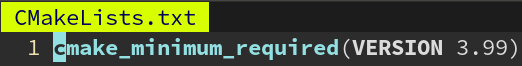 CMakeLists.txt
1 cmake_minimum_required(VERSION 3.99)